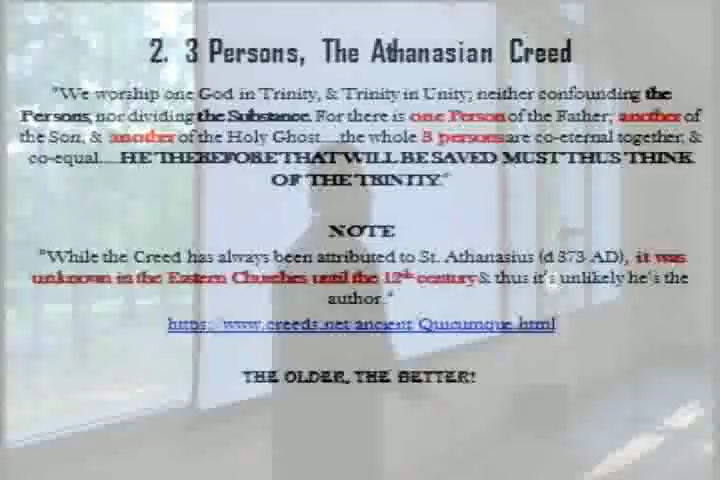 2. 3 Persons, The Athanasian Creed
"We worship one God in Trinity, & Trinity in Unity; neither confounding the
Persons, nor dividing the Substance. For there is one Person of the Father; another of
the Son, & another of the Holy Ghost....the whole 3 persons are co-eternal together, &
co-equal....HE THEREFORE THAT WILL BE SAVED MUST THUS THINK
OF THE TRINITY."
NOTE
"While the Creed has always been attributed to St. Athanasius (d 373 AD), it was
unknown in the Eastern Churches until the 12th century & thus it's unlikely he's the
author."
https://www.creeds.net/ancient/Quicumque.html
THE OLDER, THE BETTER!